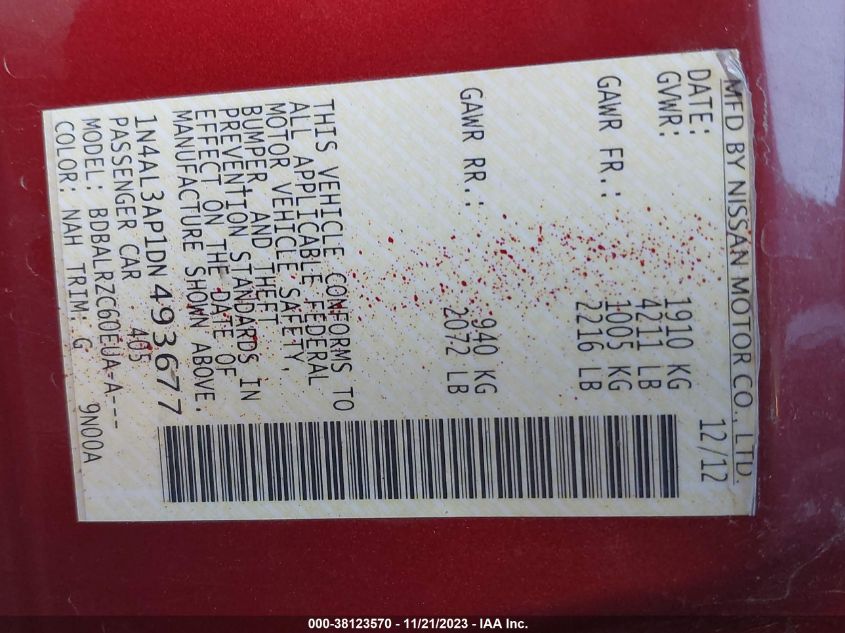 MFD BY NISSAN MOTOR CO., LTD.
DATE: 12/12
GVWR: 1910 KG
4211 LB
GAWR FR.: 1005 KG
2216 LB
GAWR RR.: 940 KG
2072 LB
THIS VEHICLE CONFORMS TO
ALL APPLICABLE FEDERAL
MOTOR VEHICLE SAFETY,
BUMPER, AND THEFT
PREVENTION STANDARDS IN
EFFECT ON THE DATE OF
MANUFACTURE SHOWN ABOVE.
1N4AL3AP1DN493677
PASSENGER CAR 405
MODEL: BDBALRZC60EUA-A---
COLOR: NAH TRIM G 9N00A
000-38123570 - 11/21/2023 - IAA Inc.